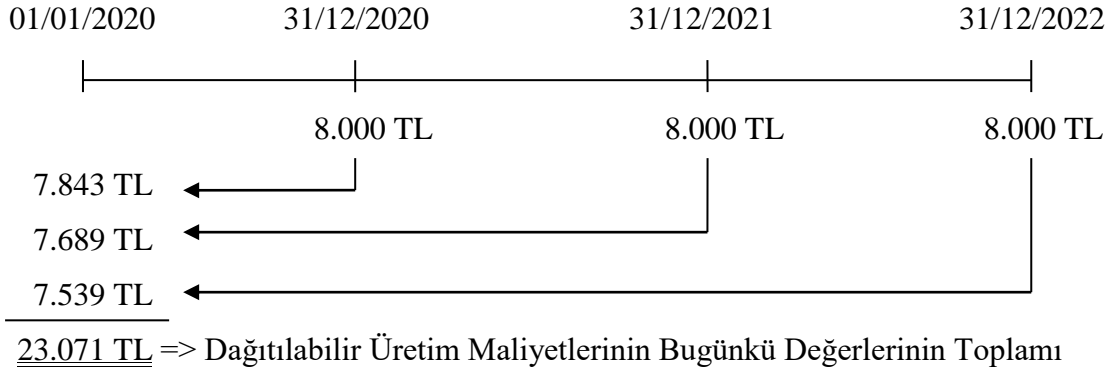 01/01/2020 31/12/2020 31/12/2021 31/12/2022
8.000 TL 8.000 TL 8.000 TL
7.843 TL
7.689 TL
7.539 TL
23.071 TL => Dağıtılabilir Üretim Maliyetlerinin Bugünkü Değerlerinin Toplamı